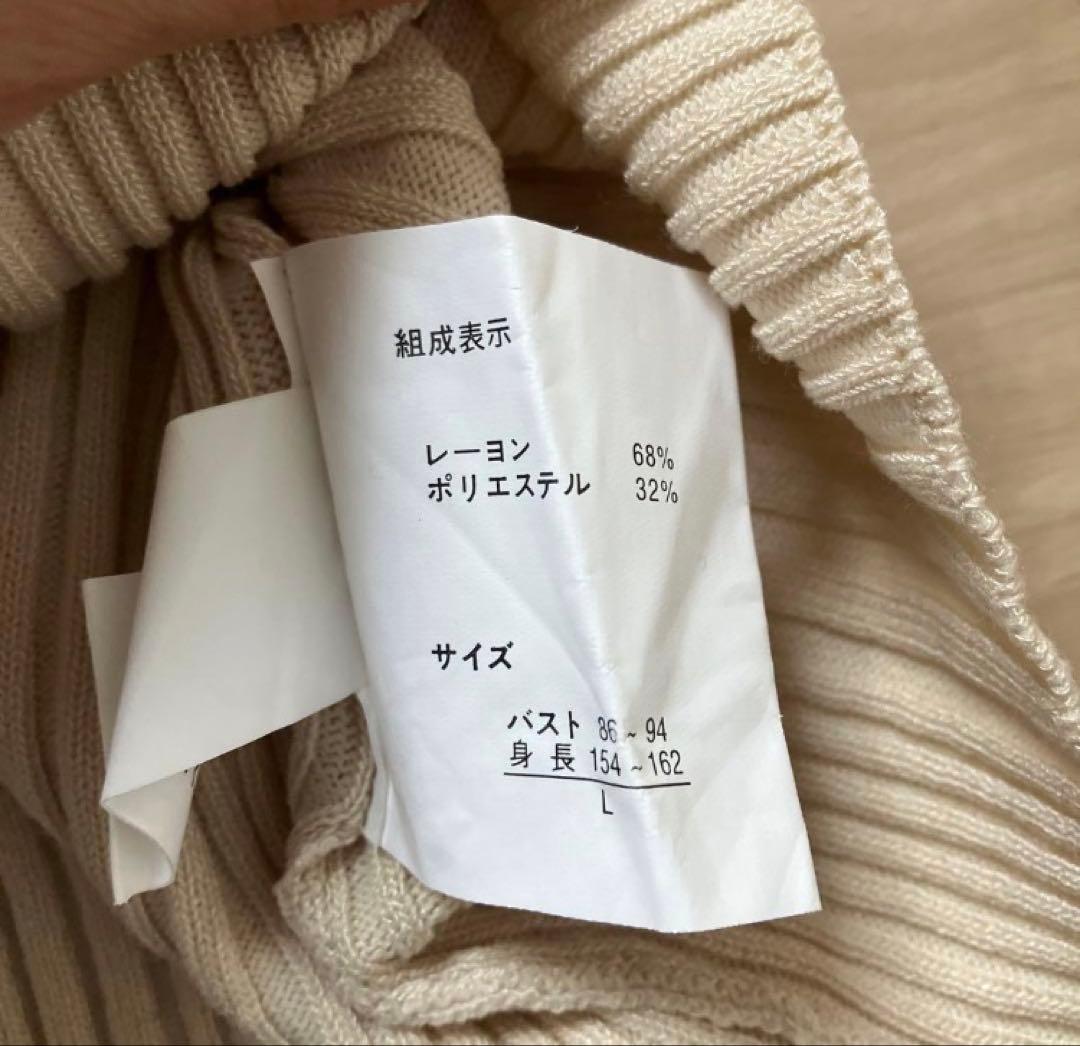 組成表示
レーヨン 68%
ポリエステル 32%
サイズ
バスト 86~94
身長 154~162
L